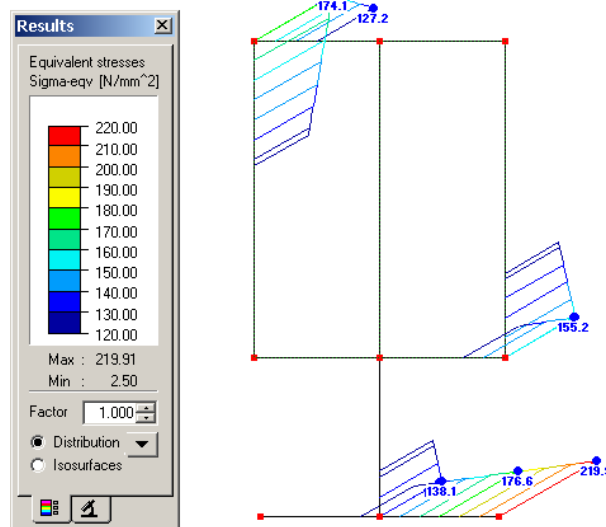 Results
Equivalent stresses
Sigma-eqv [N/mm^2]
220.00
210.00
200.00
190.00
180.00
170.00
160.00
150.00
140.00
130.00
120.00
Max : 219.91
Min : 2.50
Factor 1.000
Distribution
Isosurfaces
174.1
127.2
155.2
138.1
176.6